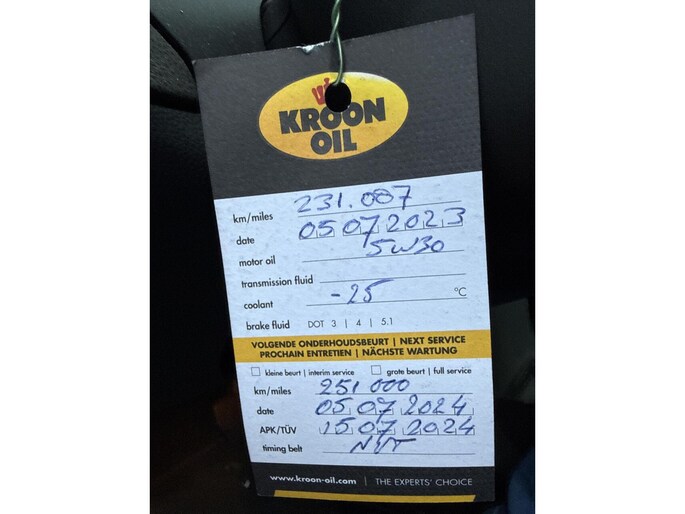 KROON
OIL
km/miles 231.087
date 05 07 2023
motor oil 5W30
transmission fluid
coolant -25 °C
brake fluid DOT 3 | 4 | 5.1
VOLGENDE ONDERHOUDSBEURT | NEXT SERVICE
PROCHAIN ENTRETIEN | NÄCHSTE WARTUNG
kleine beurt | interim service grote beurt | full service
km/miles 251000
date 05 07 2024
APK/TÜV 15 07 2024
timing belt
www.kroon-oil.com | THE EXPERTS' CHOICE